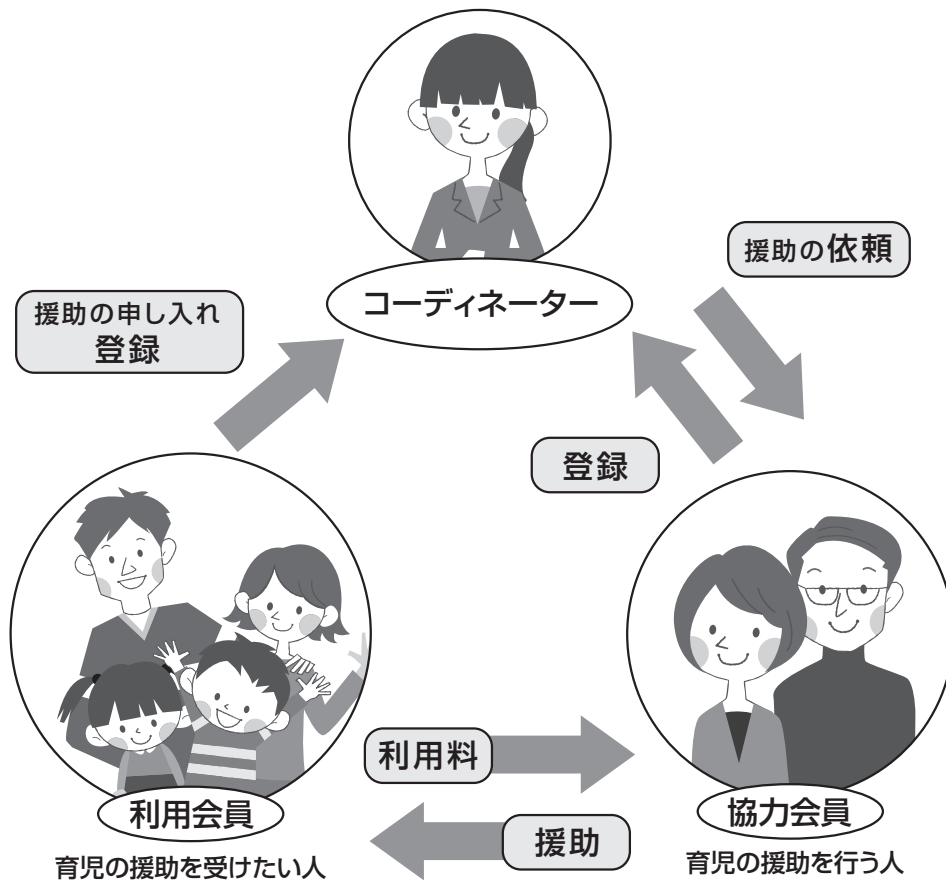 コーディネーター
援助の依頼
援助の申し入れ
登録
登録
利用料
援助
利用会員
育児の援助を受けたい人
協力会員
育児の援助を行う人